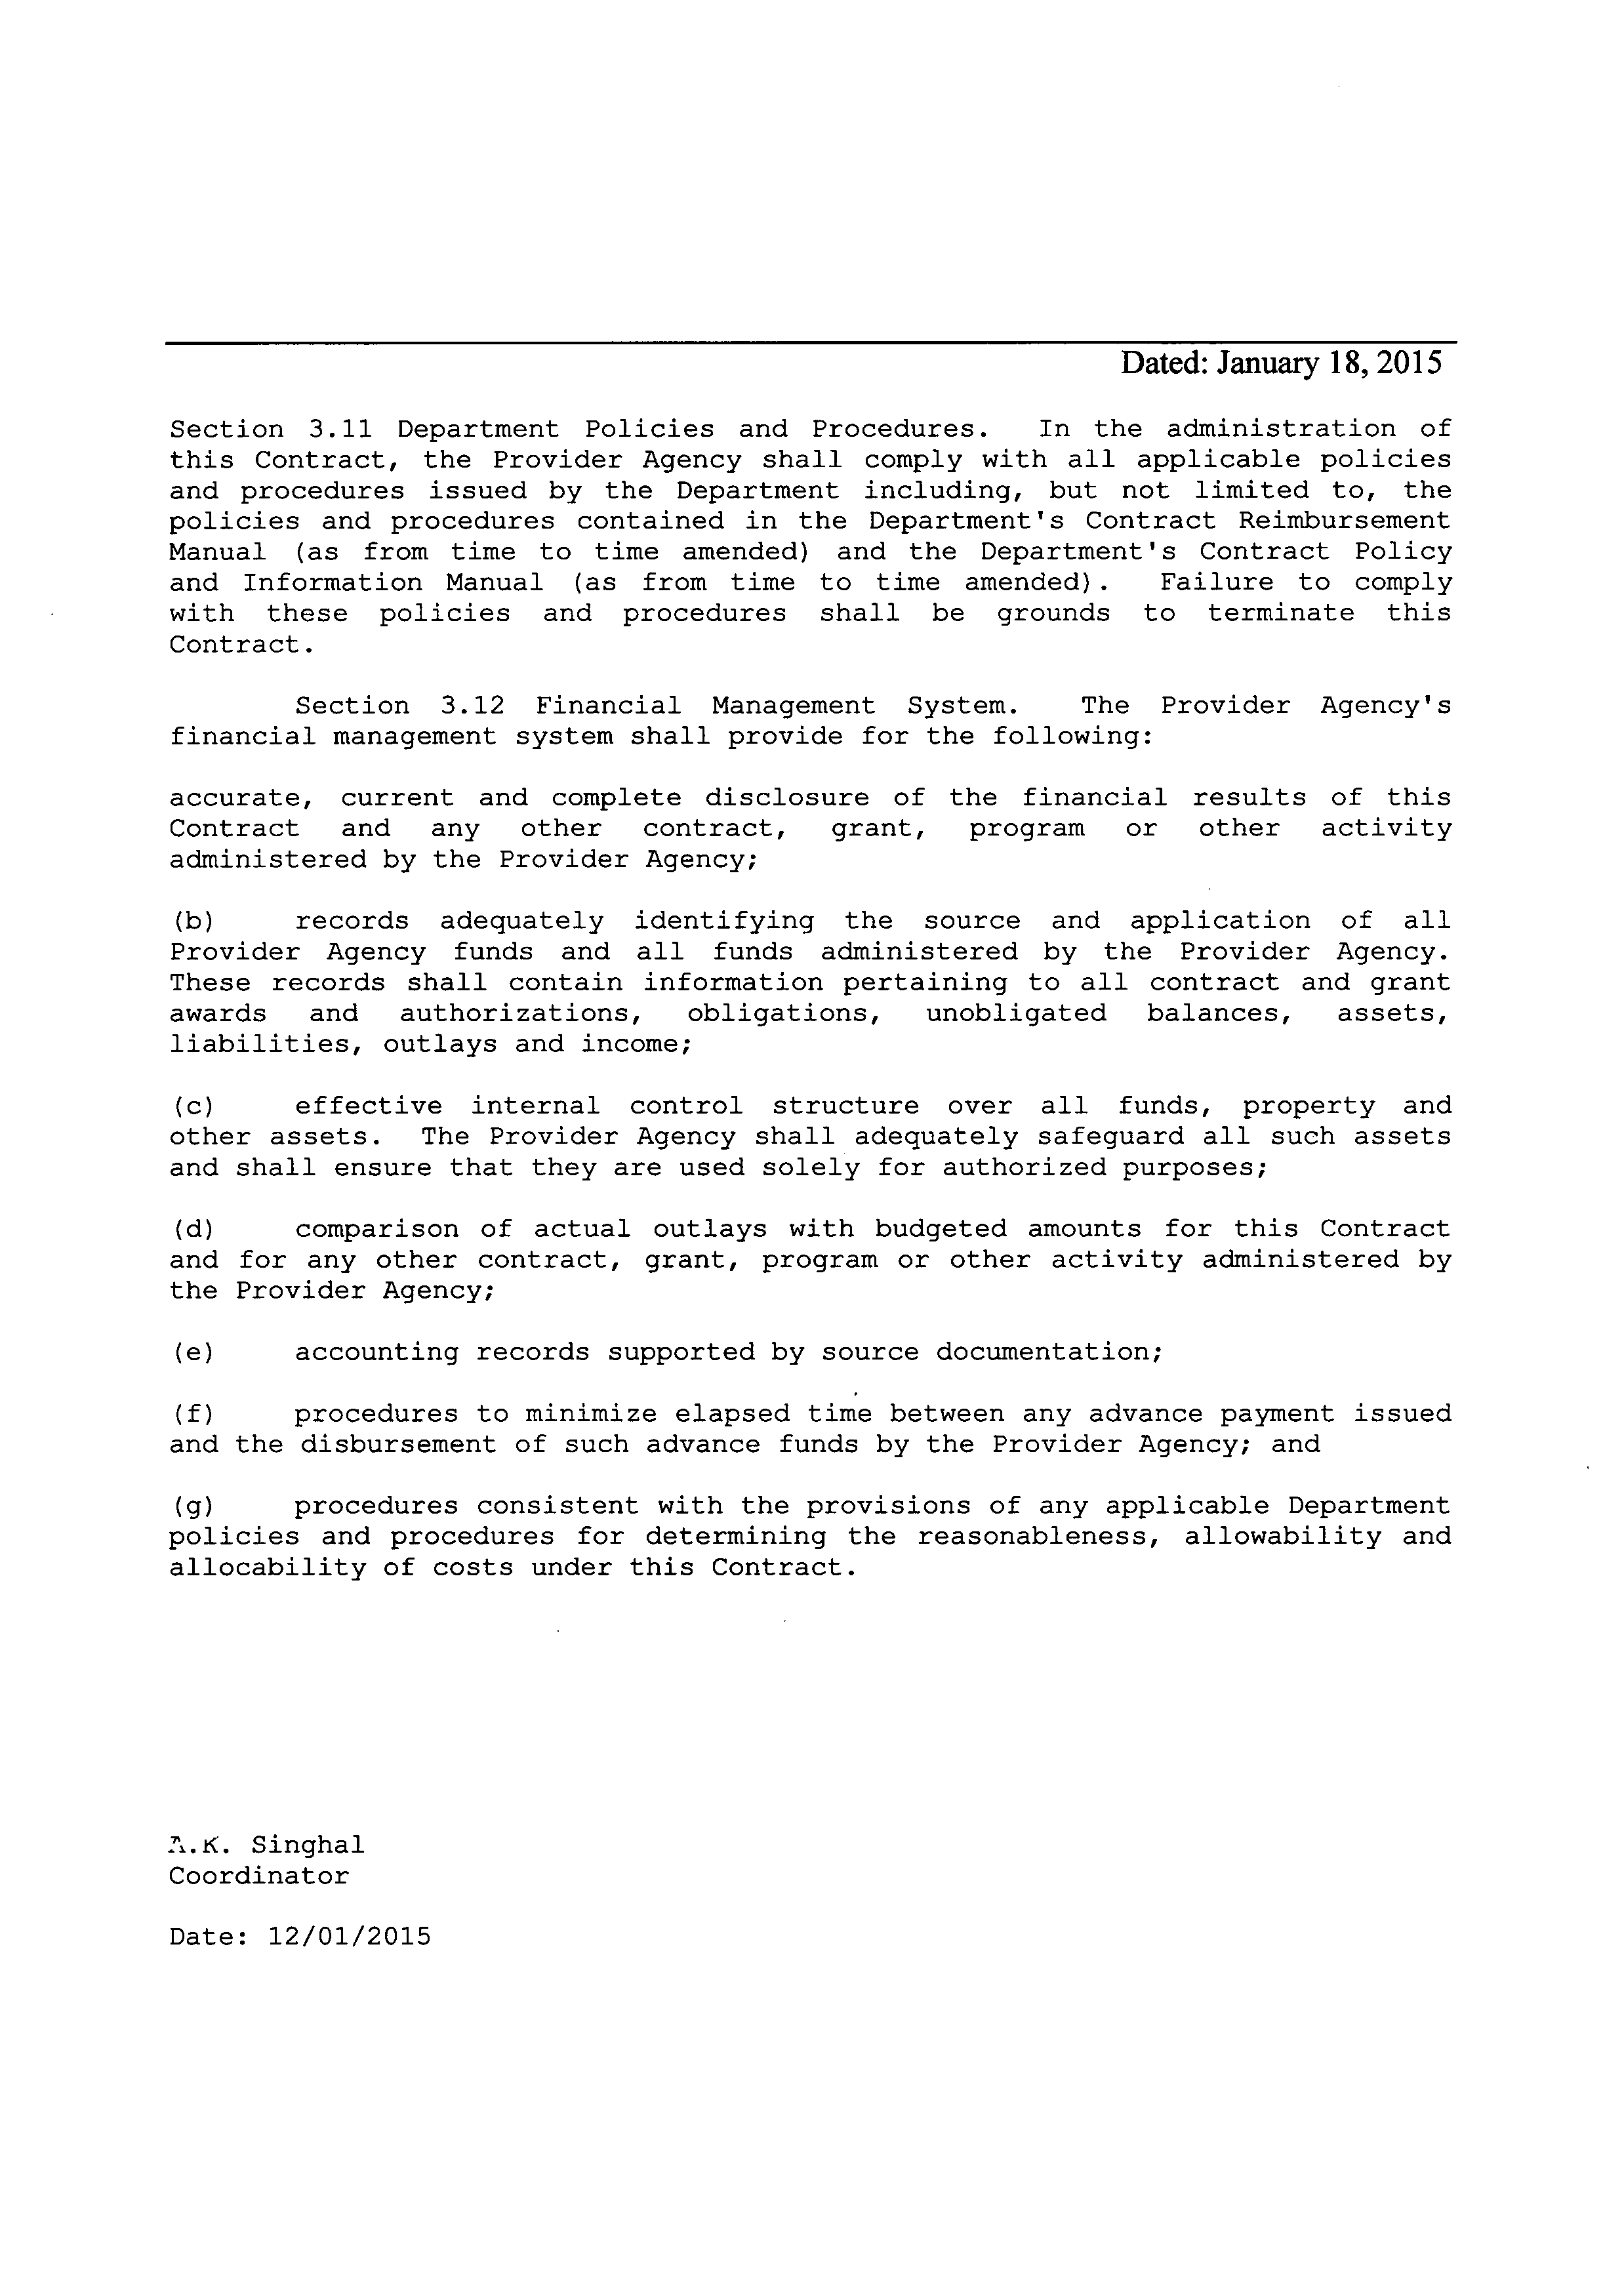 Dated: January 18, 2015
Section 3.11 Department Policies and Procedures. In the administration of
this Contract, the Provider Agency shall comply with all applicable policies
and procedures issued by the Department including, but not limited to, the
policies and procedures contained in the Department's Contract Reimbursement
Manual (as from time to time amended) and the Department's Contract Policy
and Information Manual (as from time to time amended). Failure to comply
with these policies and procedures shall be grounds to terminate this
Contract.
Section 3.12 Financial Management System. The Provider Agency's
financial management system shall provide for the following:
accurate, current and complete disclosure of the financial results of this
Contract and any other contract, grant, program or other activity
administered by the Provider Agency;
(b) records adequately identifying the source and application of all
Provider Agency funds and all funds administered by the Provider Agency.
These records shall contain information pertaining to all contract and grant
awards and authorizations, obligations, unobligated balances, assets,
liabilities, outlays and income;
(c) effective internal control structure over all funds, property and
other assets. The Provider Agency shall adequately safeguard all such assets
and shall ensure that they are used solely for authorized purposes;
(d) comparison of actual outlays with budgeted amounts for this Contract
and for any other contract, grant, program or other activity administered by
the Provider Agency;
(e) accounting records supported by source documentation;
(f) procedures to minimize elapsed time between any advance payment issued
and the disbursement of such advance funds by the Provider Agency; and
(g) procedures consistent with the provisions of any applicable Department
policies and procedures for determining the reasonableness, allowability and
allocability of costs under this Contract.
A.K. Singhal
Coordinator
Date: 12/01/2015